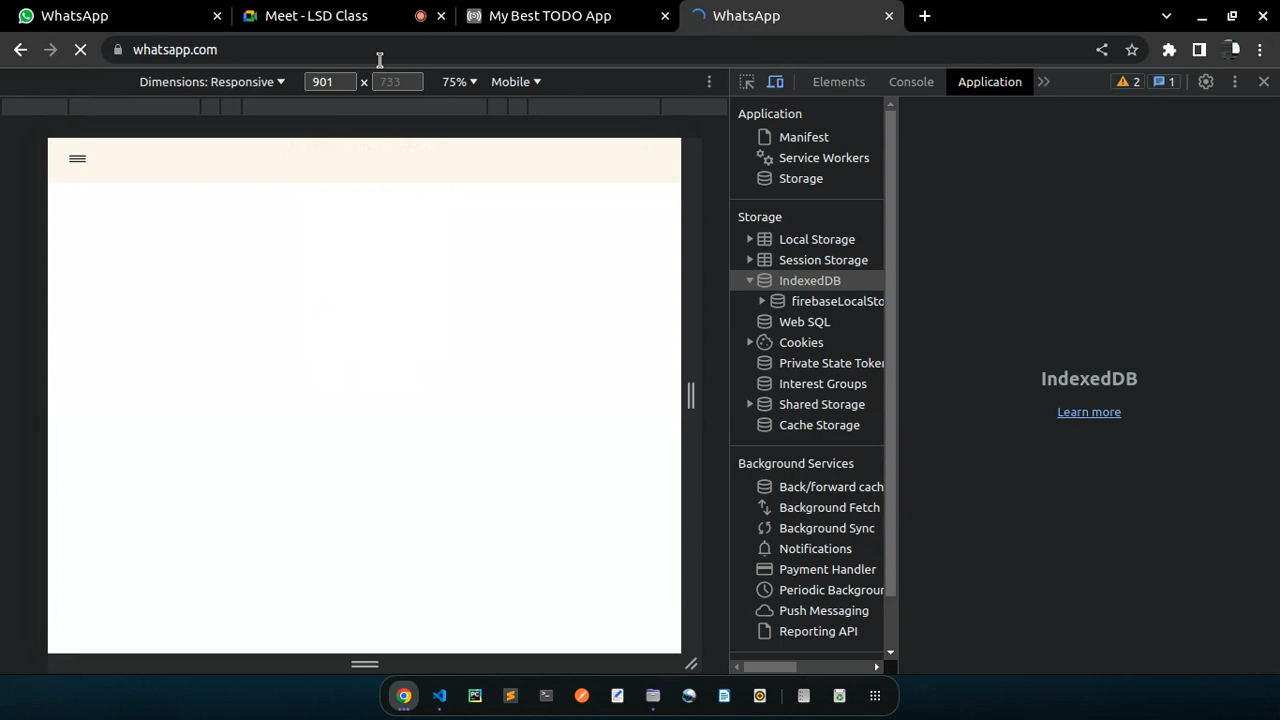 WhatsApp
Meet - LSD Class
My Best TODO App
WhatsApp
whatsapp.com
Dimensions: Responsive
901
x
733
75%
Mobile
Elements
Console
Application
2
1
Application
Manifest
Service Workers
Storage
Storage
Local Storage
Session Storage
IndexedDB
firebaseLocalSto
Web SQL
Cookies
Private State Token
Interest Groups
Shared Storage
Cache Storage
Background Services
Back/forward cach
Background Fetch
Background Sync
Notifications
Payment Handler
Periodic Backgroun
Push Messaging
Reporting API
IndexedDB
Learn more